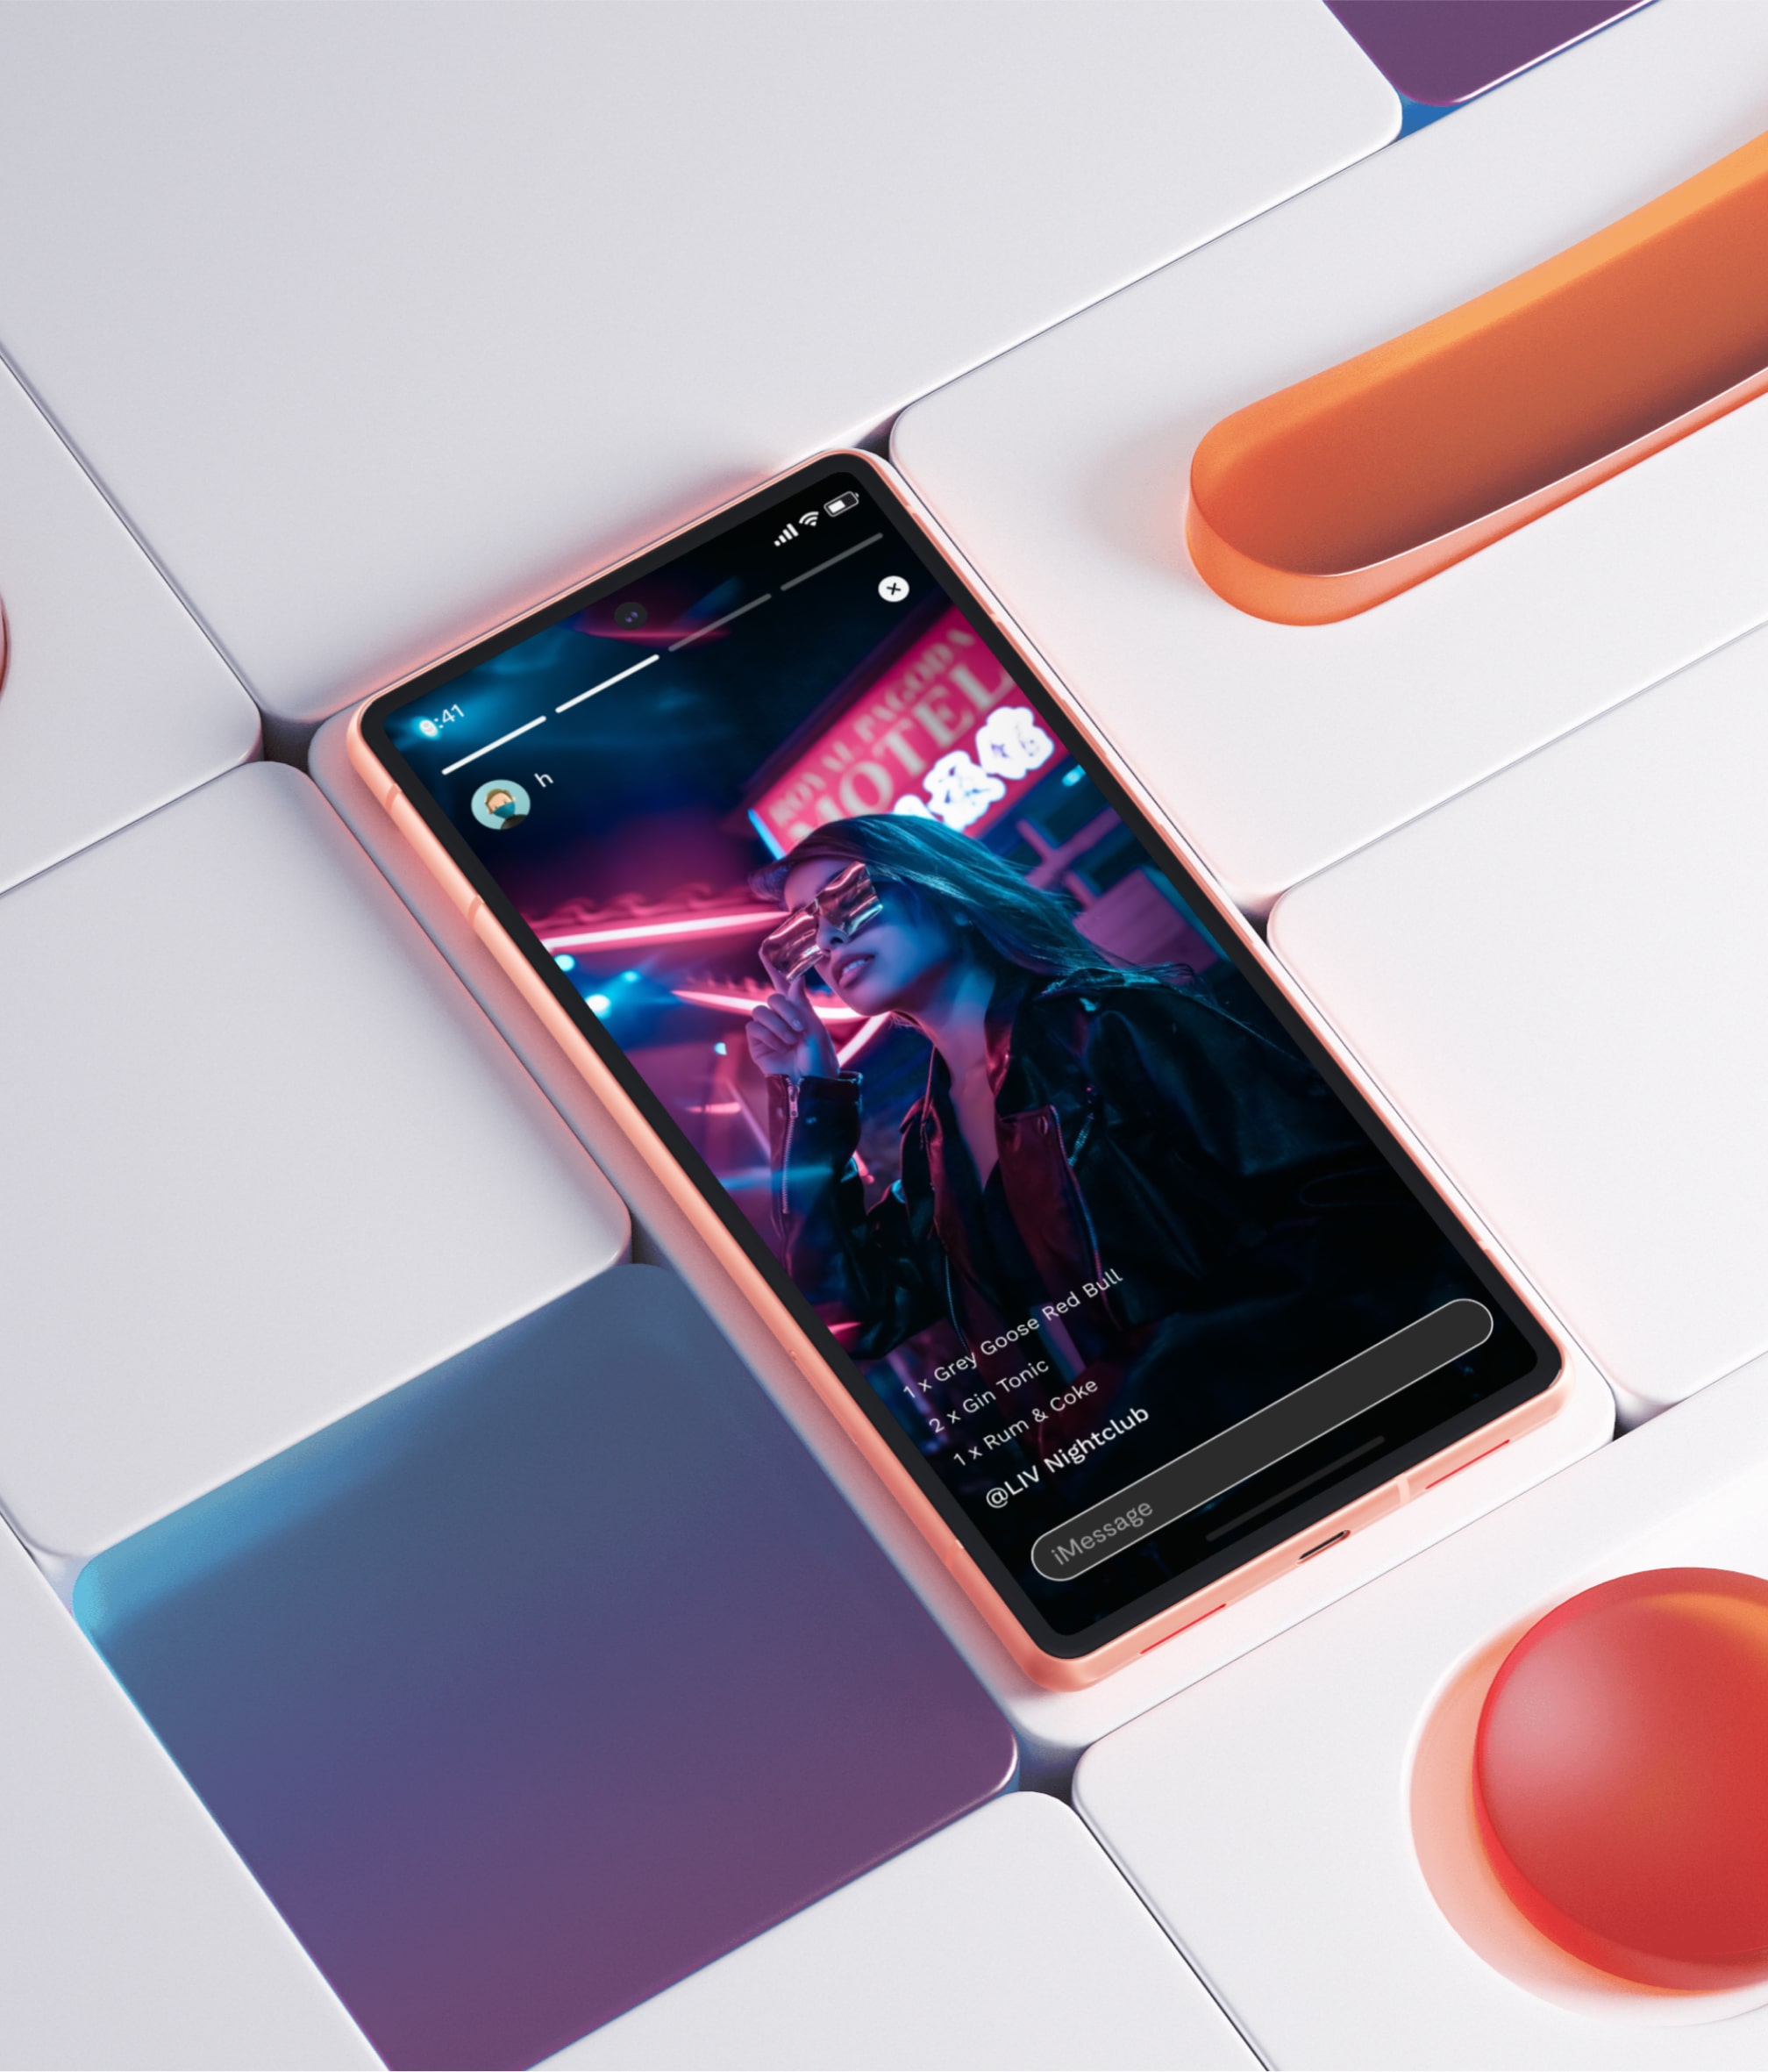 9:41
h
ROYAL PAGODA
MOTEL
1 x Grey Goose Red Bull
2 x Gin Tonic
1 x Rum & Coke
@LIV Nightclub
iMessage